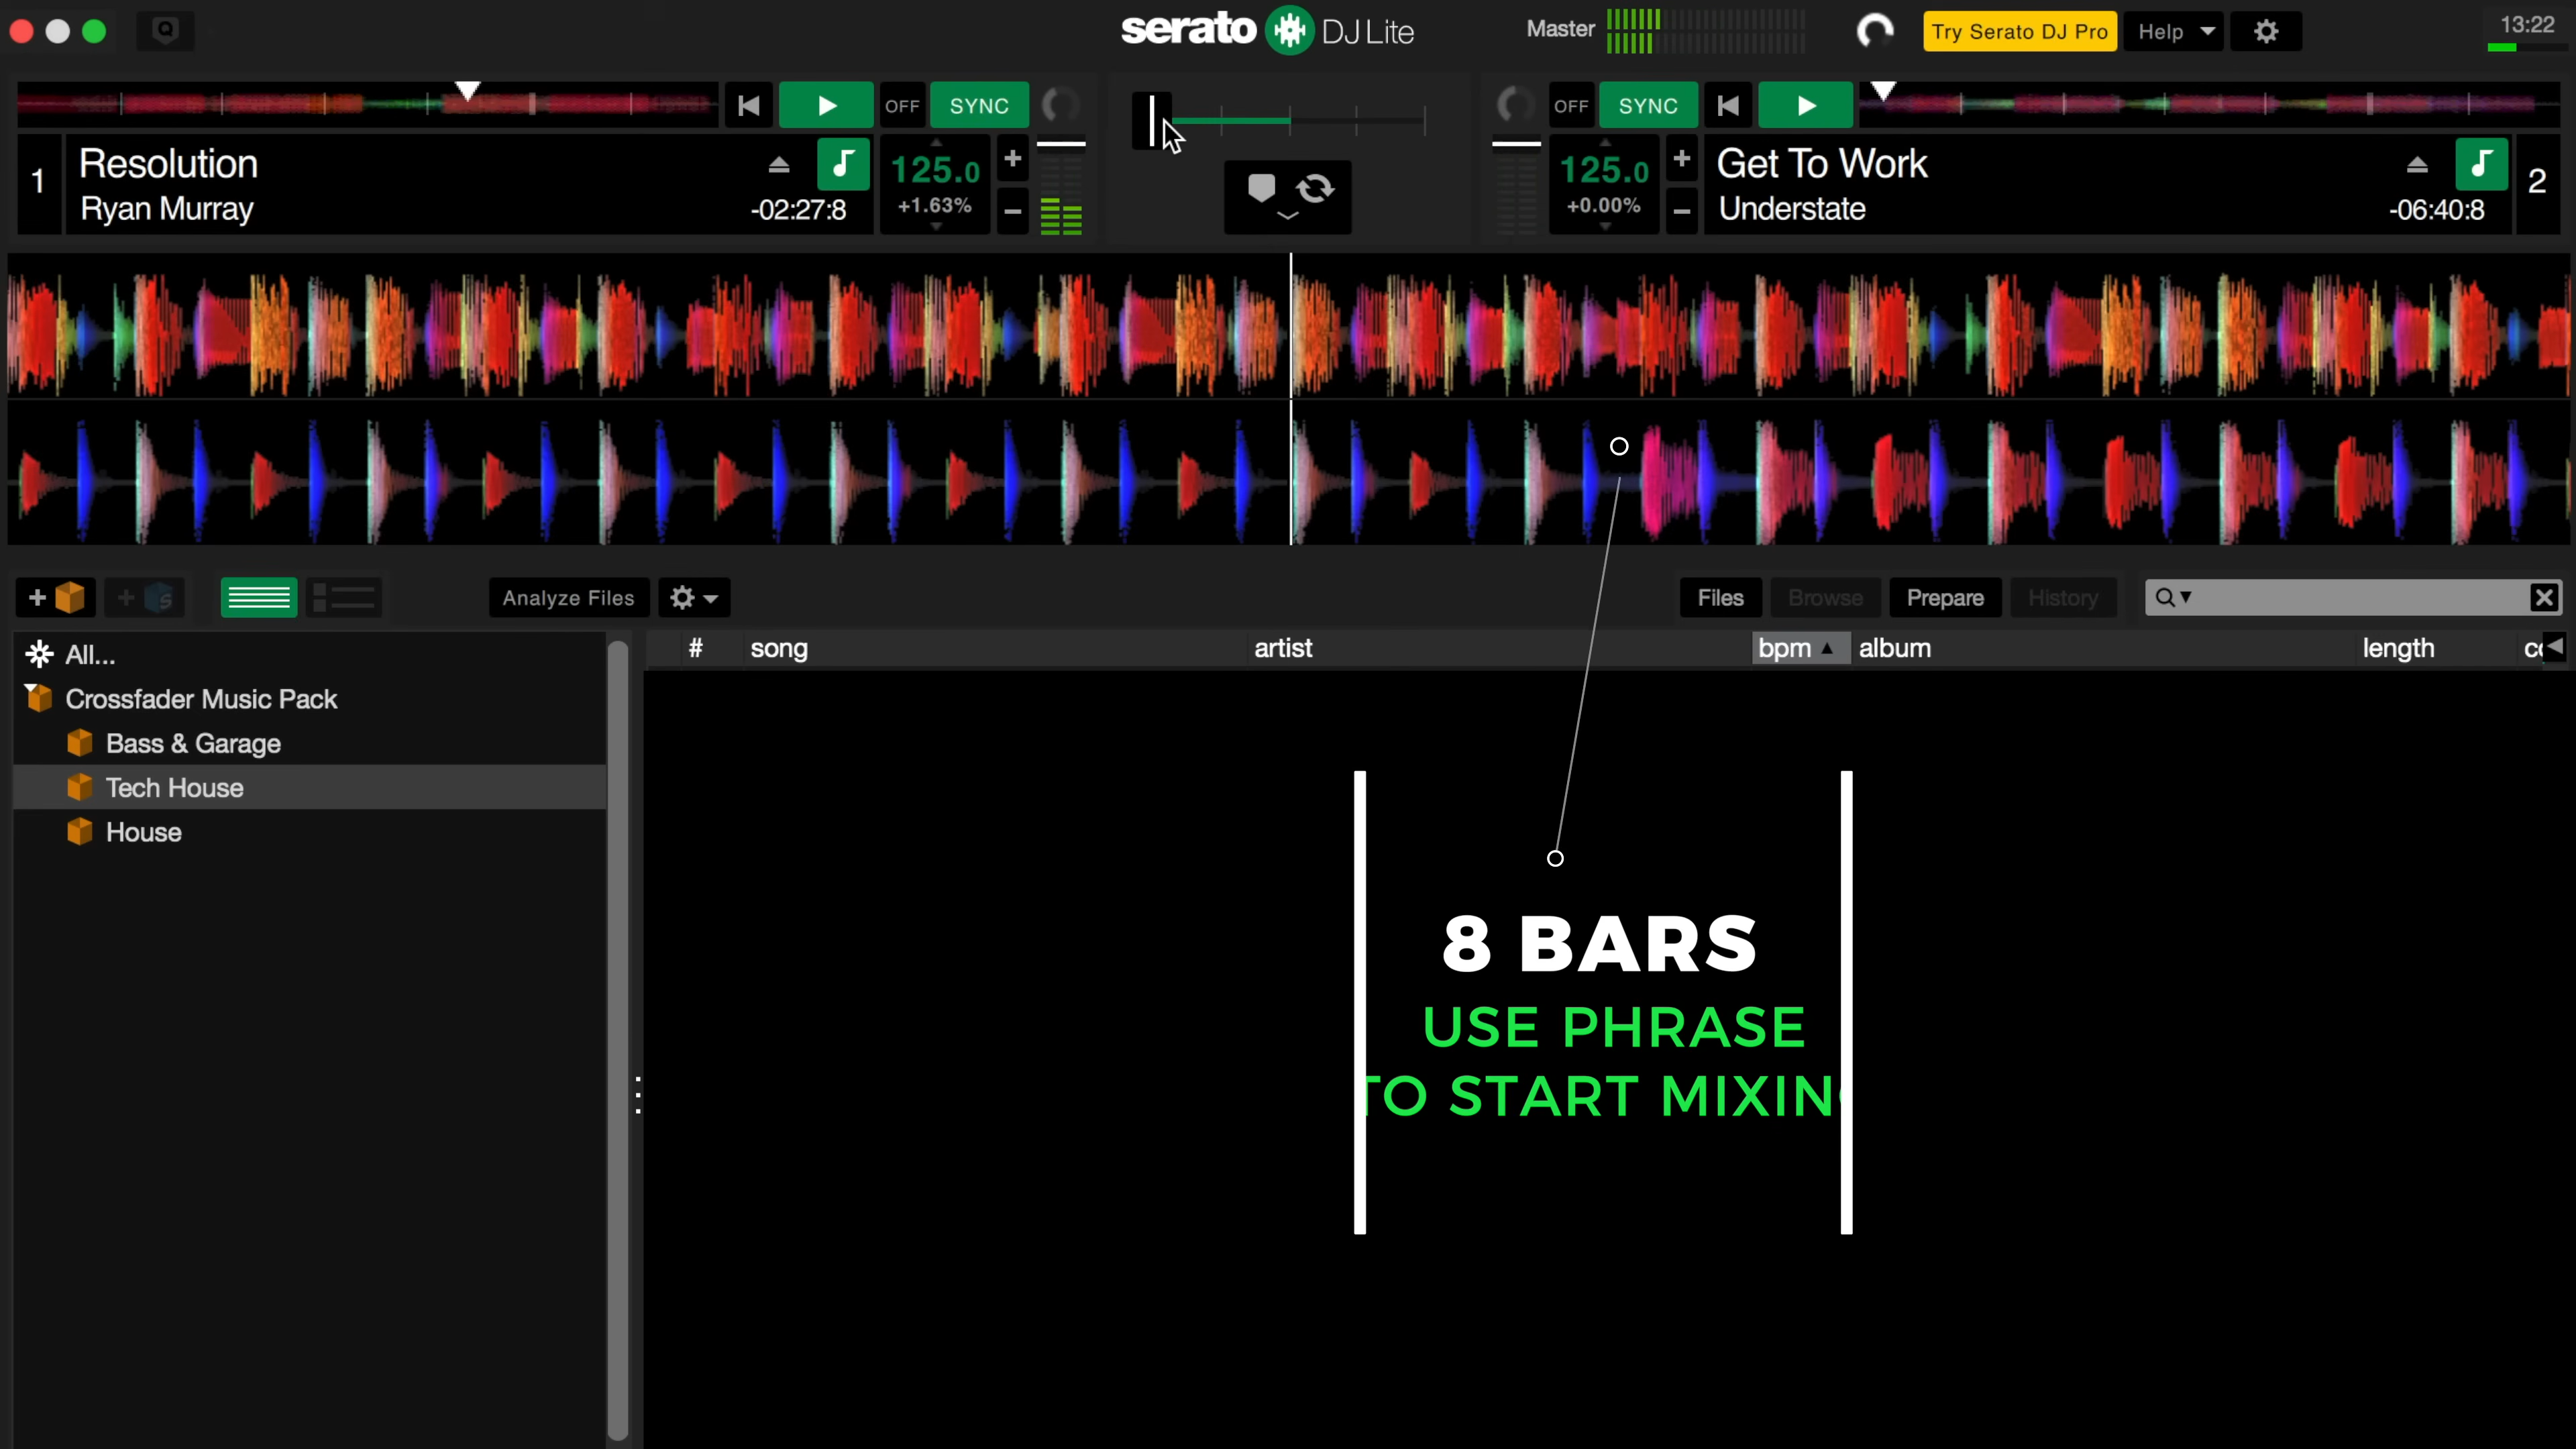 serato DJ Lite
Master
Try Serato DJ Pro
Help
13:22
OFF
SYNC
OFF
SYNC
1
Resolution
Ryan Murray
-02:27:8
125.0
+1.63%
125.0
+0.00%
Get To Work
Understate
-06:40:8
2
Analyze Files
Files
Browse
Prepare
History
# song artist bpm album length
All...
Crossfader Music Pack
Bass & Garage
Tech House
House
8 BARS
USE PHRASE
TO START MIXING